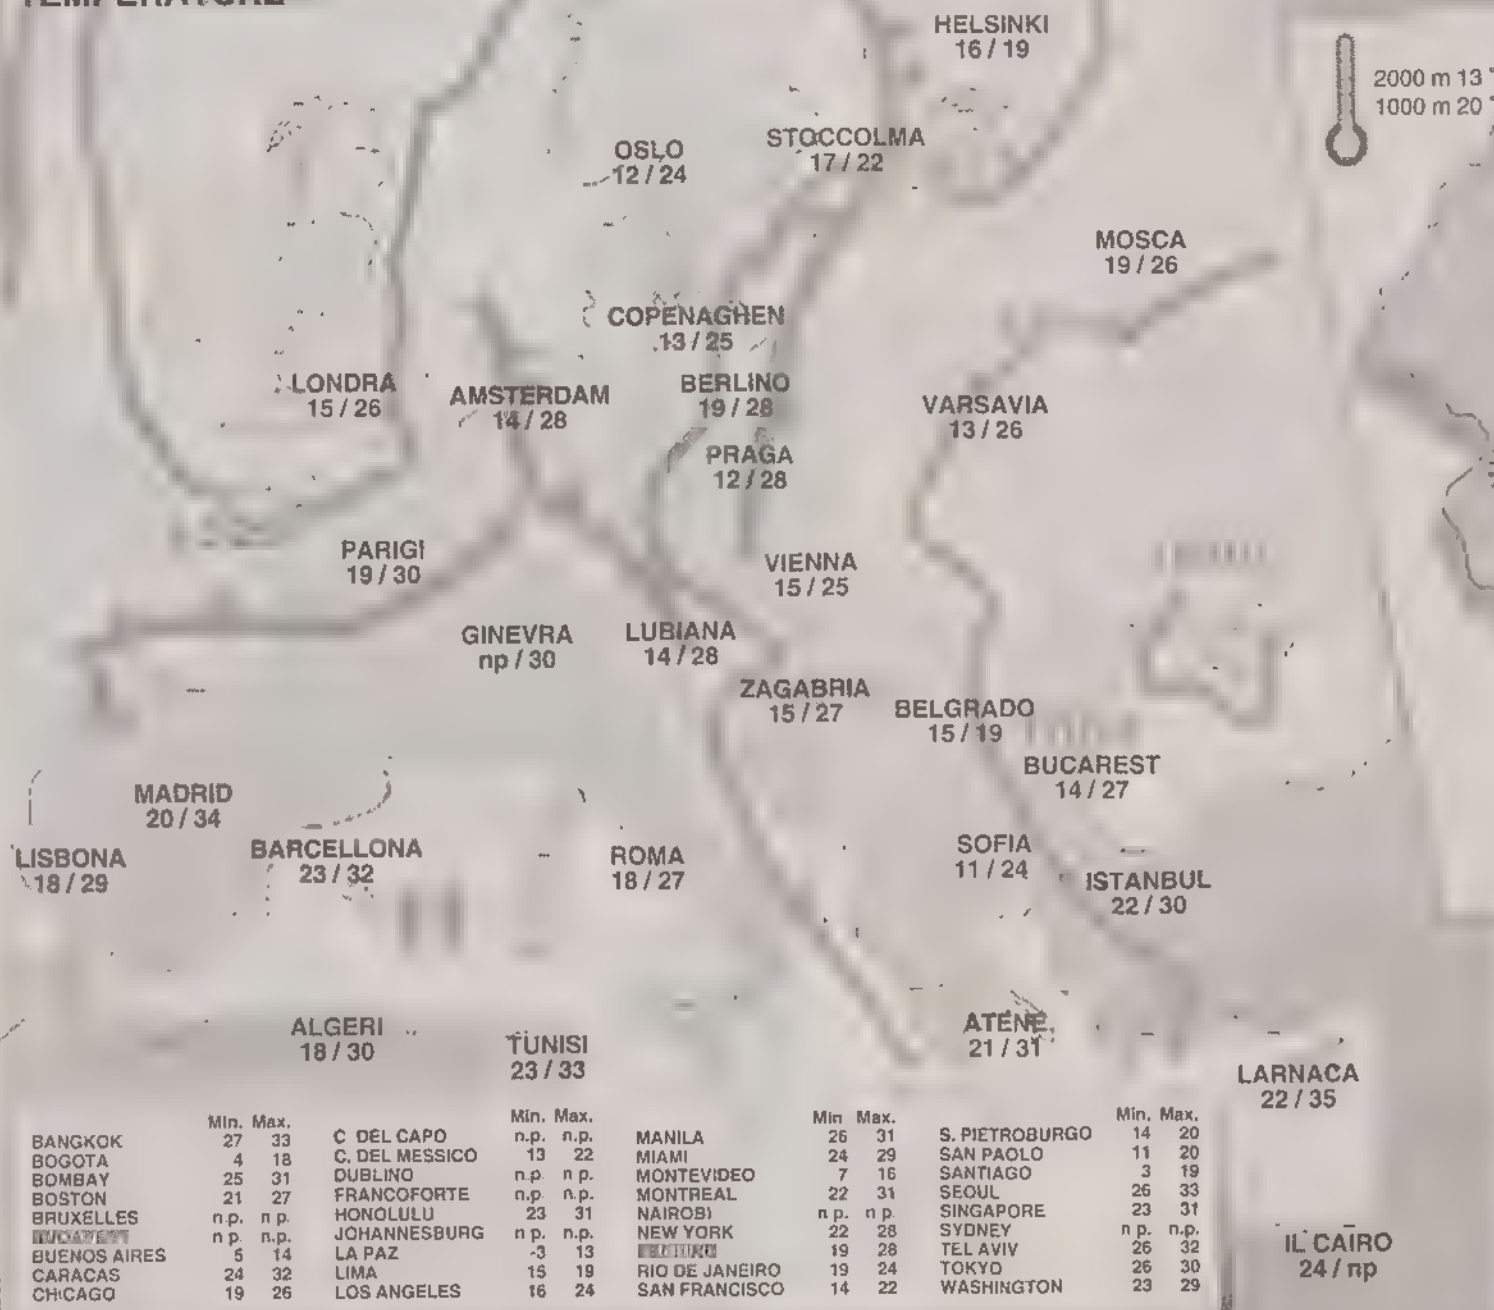 TEMPERATURE
HELSINKI
16 / 19
2000 m 13 °
1000 m 20 °
OSLO
12 / 24
STOCCOLMA
17 / 22
MOSCA
19 / 26
COPENAGHEN
13 / 25
LONDRA
15 / 26
AMSTERDAM
14 / 28
BERLINO
19 / 28
VARSAVIA
13 / 26
PRAGA
12 / 28
PARIGI
19 / 30
VIENNA
15 / 25
GINEVRA
np / 30
LUBIANA
14 / 28
ZAGABRIA
15 / 27
BELGRADO
15 / 19
BUCAREST
14 / 27
MADRID
20 / 34
LISBONA
18 / 29
BARCELLONA
23 / 32
ROMA
18 / 27
SOFIA
11 / 24
ISTANBUL
22 / 30
ALGERI
18 / 30
TUNISI
23 / 33
ATENE
21 / 31
LARNACA
22 / 35
IL CAIRO
24 / np
Min. Max.
BANGKOK 27 33
BOGOTA 4 18
BOMBAY 25 31
BOSTON 21 27
BRUXELLES n p. n p.
n p. n.p.
BUENOS AIRES 5 14
CARACAS 24 32
CHICAGO 19 26
Min. Max.
C DEL CAPO n.p. n.p.
C. DEL MESSICO 13 22
DUBLINO n.p. n p.
FRANCOFORTE n.p. n.p.
HONOLULU 23 31
JOHANNESBURG n p. n.p.
LA PAZ -3 13
LIMA 15 19
LOS ANGELES 16 24
Min Max.
MANILA 26 31
MIAMI 24 29
MONTEVIDEO 7 16
MONTREAL 22 31
NAIROBI n p. n p.
NEW YORK 22 28
19 28
RIO DE JANEIRO 19 24
SAN FRANCISCO 14 22
Min. Max.
S. PIETROBURGO 14 20
SAN PAOLO 11 20
SANTIAGO 3 19
SEOUL 26 33
SINGAPORE 23 31
SYDNEY n p. n.p.
TEL AVIV 26 32
TOKYO 26 30
WASHINGTON 23 29